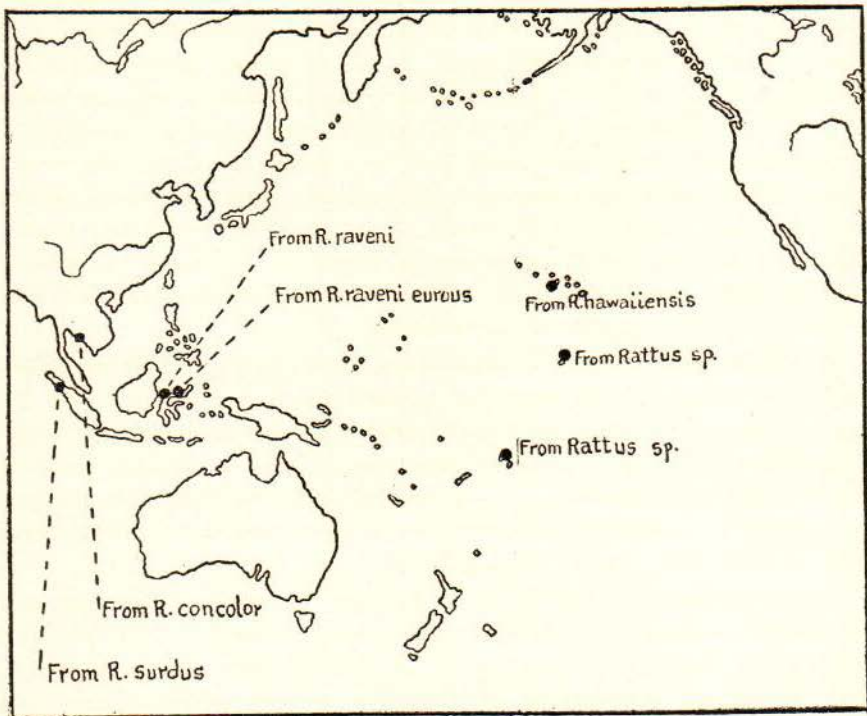 From R. raveni
From R. raveni eurous
From R. hawaiiensis
From Rattus sp.
From Rattus sp.
From R. concolor
From R. surdus